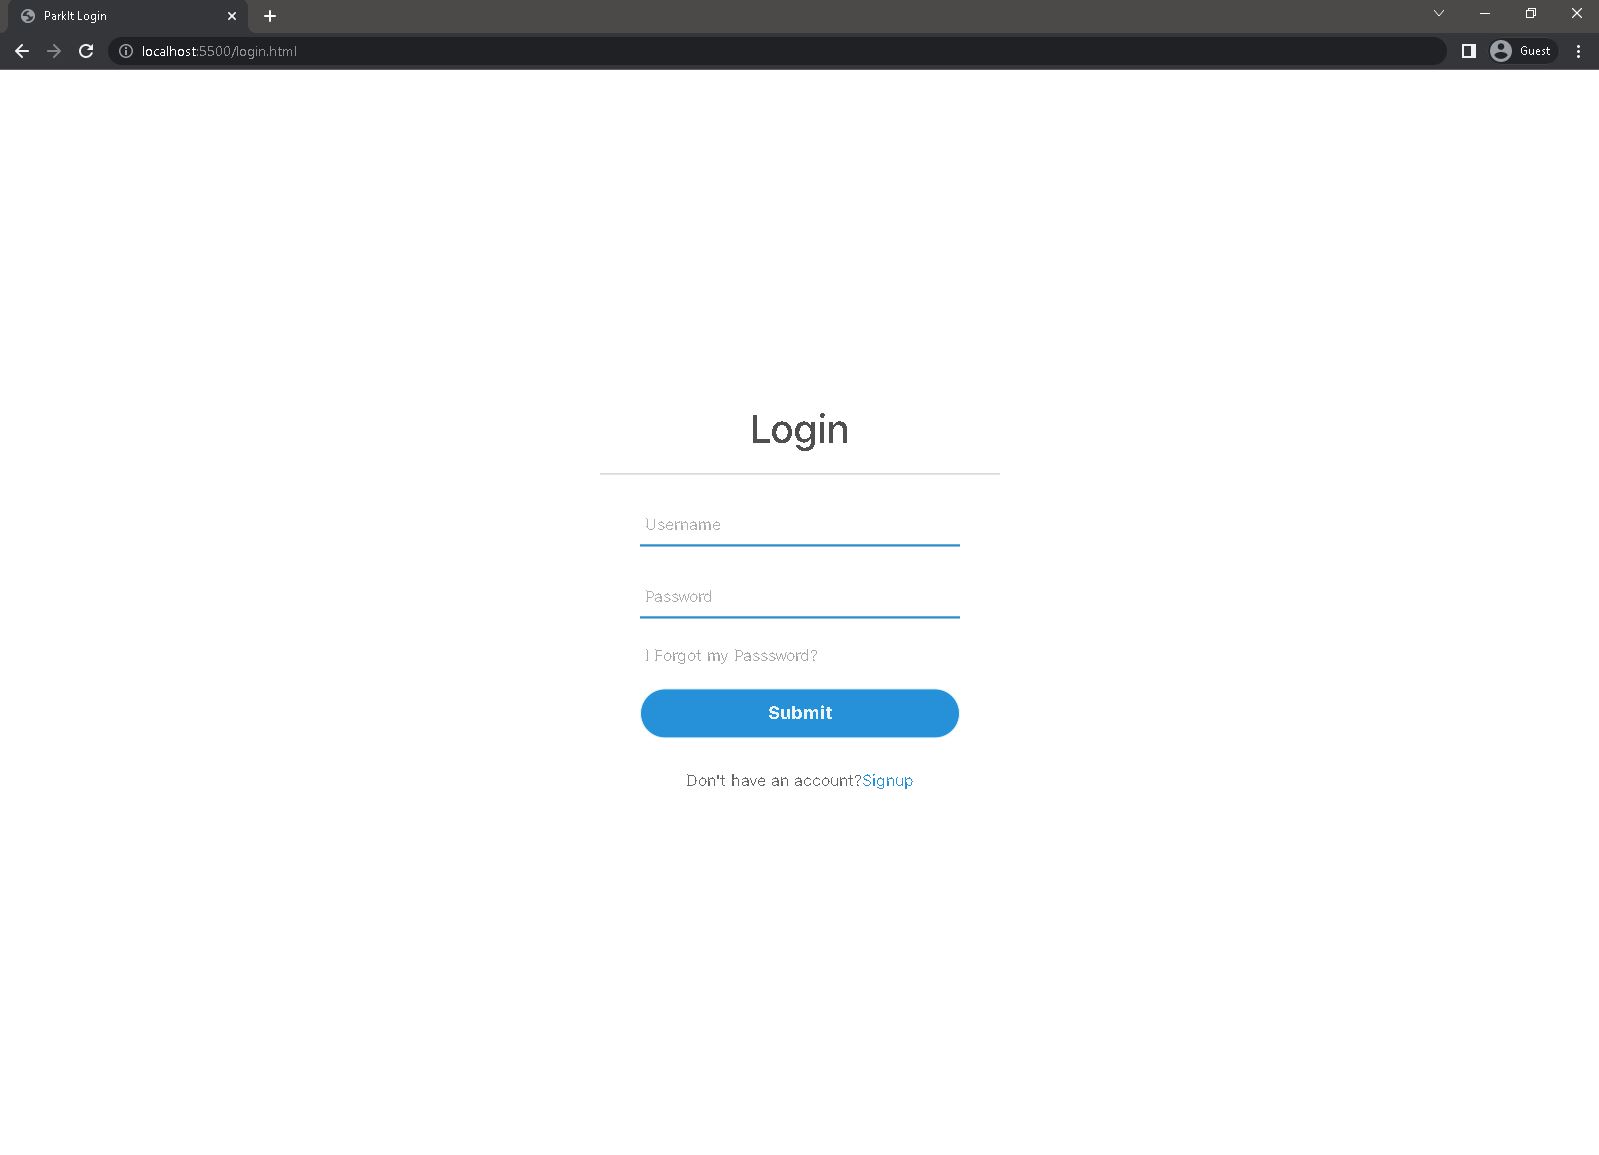 ParkIt Login
localhost:5500/login.html
Guest
Login
Username
Password
I Forgot my Passsword?
Submit
Don't have an account?Signup